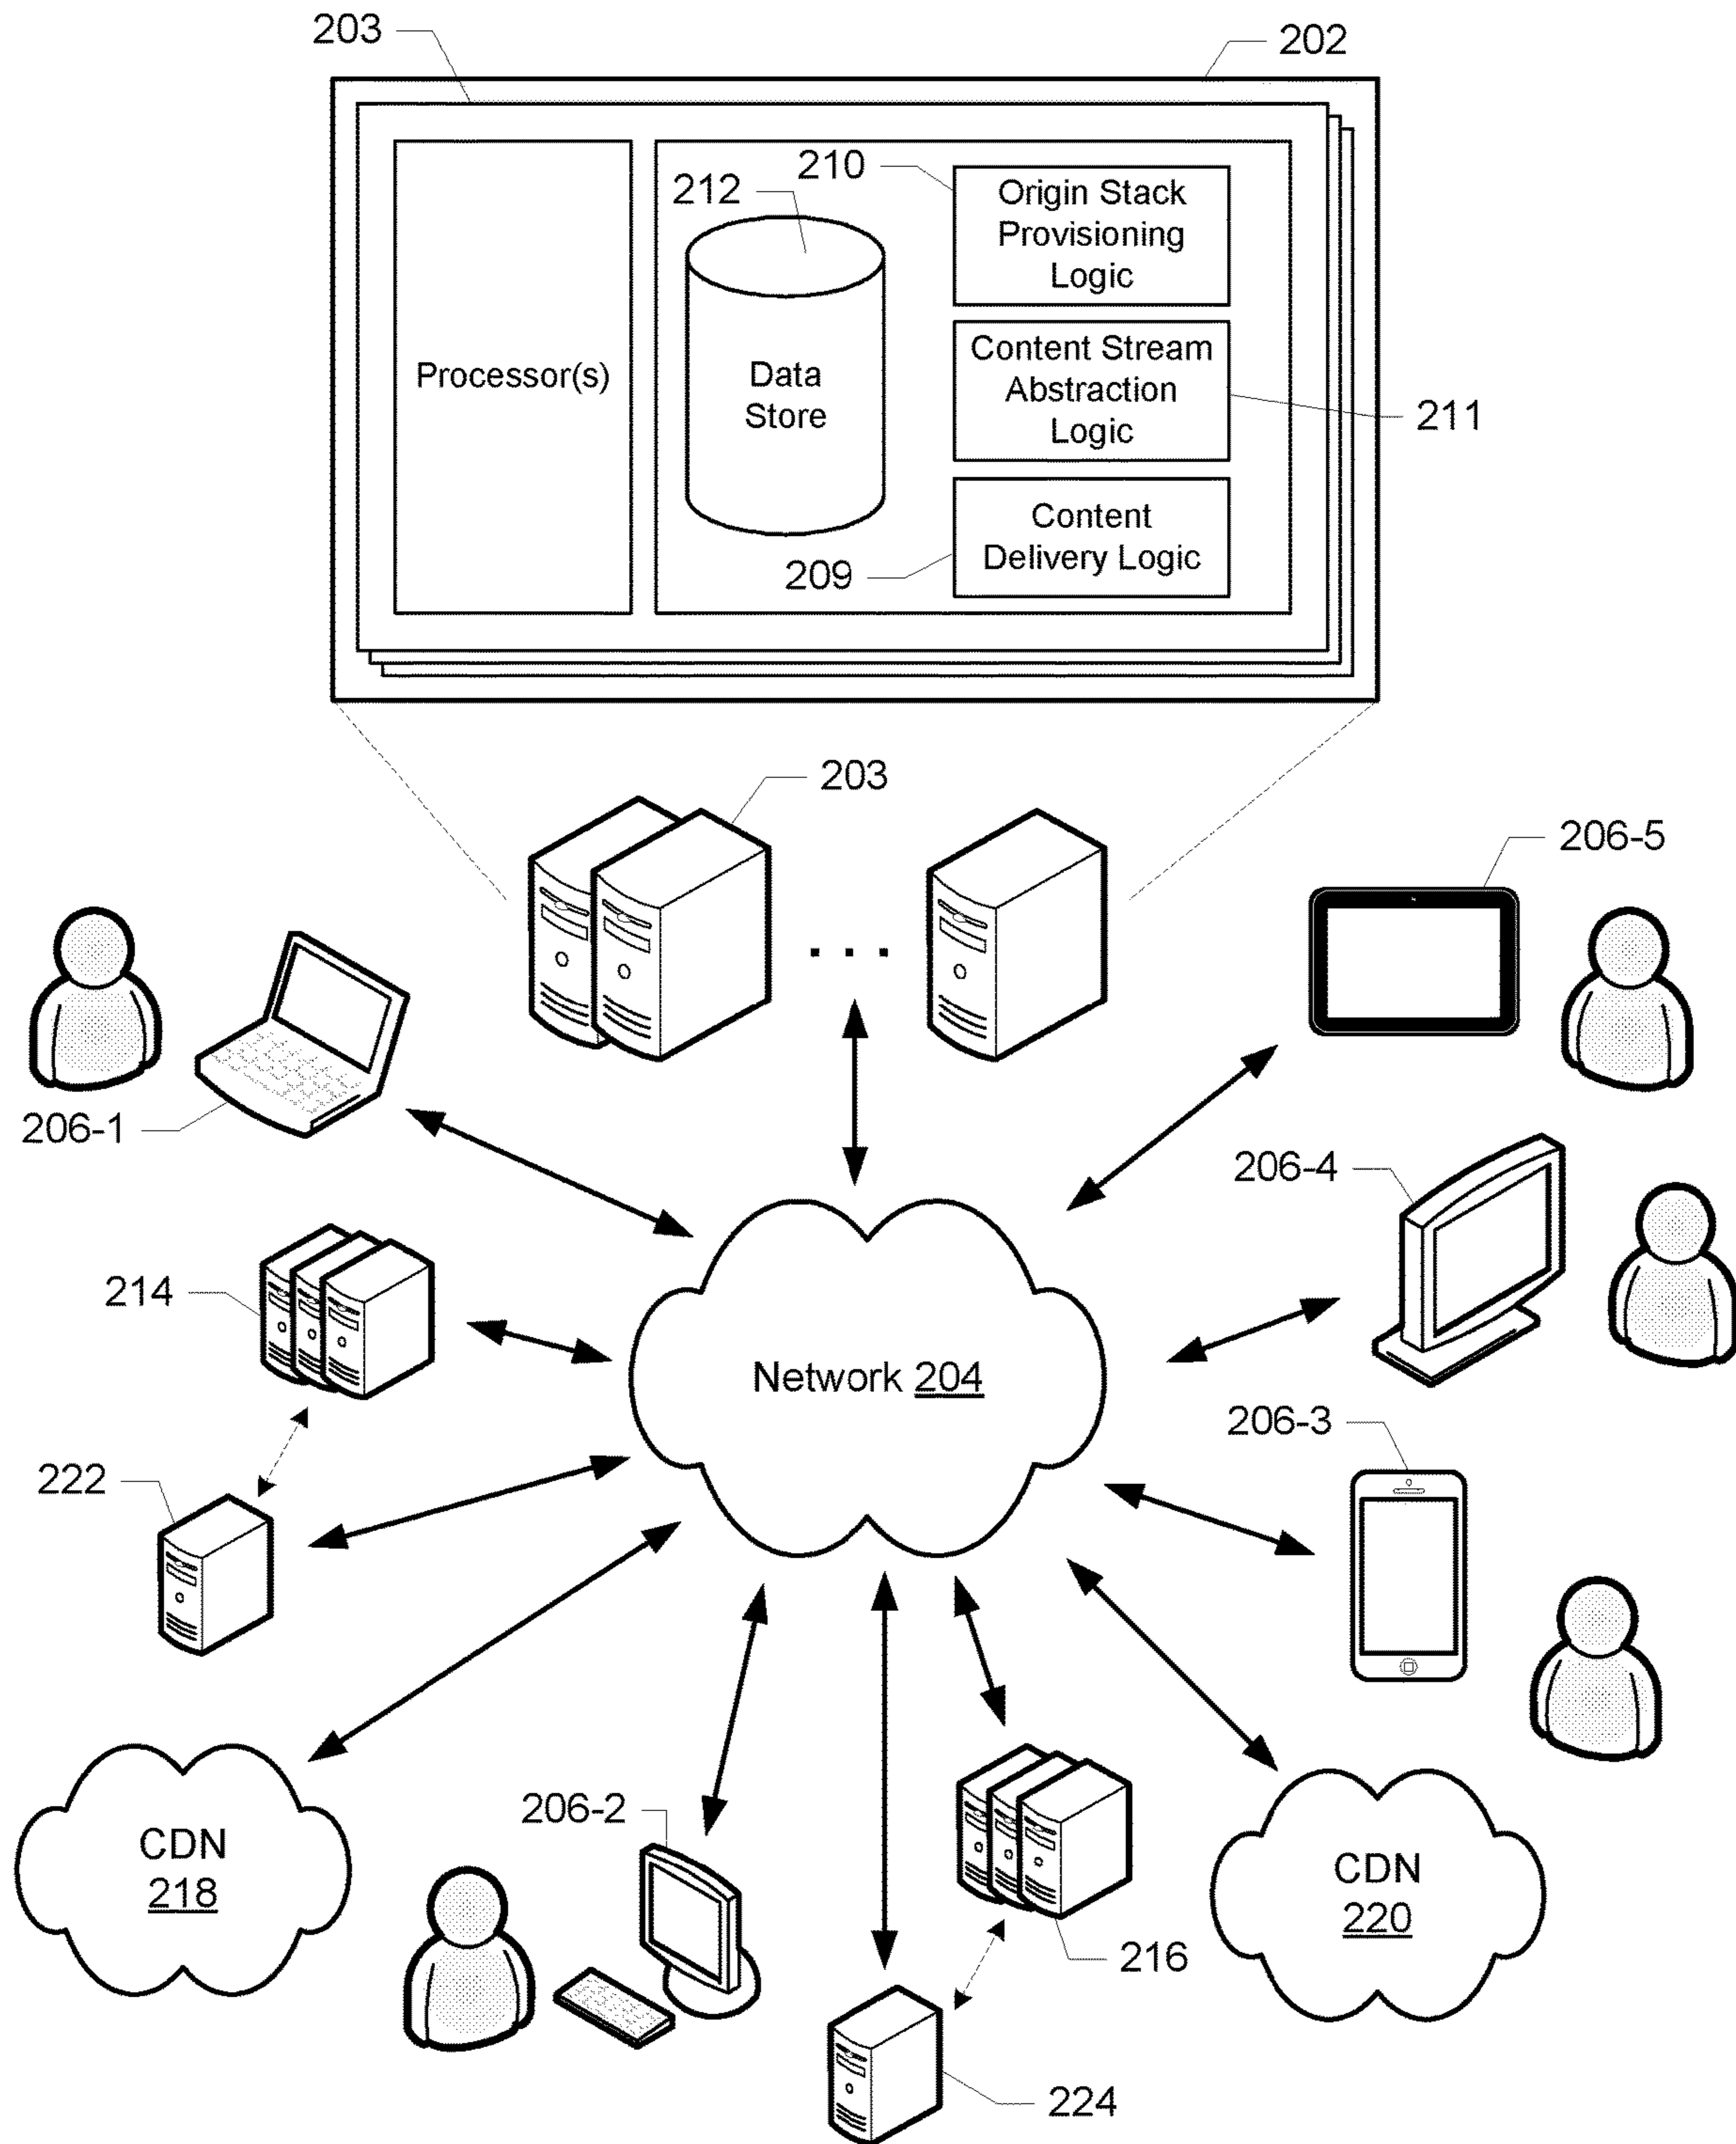 203
202
210
Origin Stack
Provisioning
Logic
212
Processor(s)
Data
Store
Content Stream
Abstraction
Logic
211
Content
Delivery Logic
209
203
206-5
206-1
206-4
214
Network 204
206-3
222
206-2
CDN
218
CDN
220
216
224